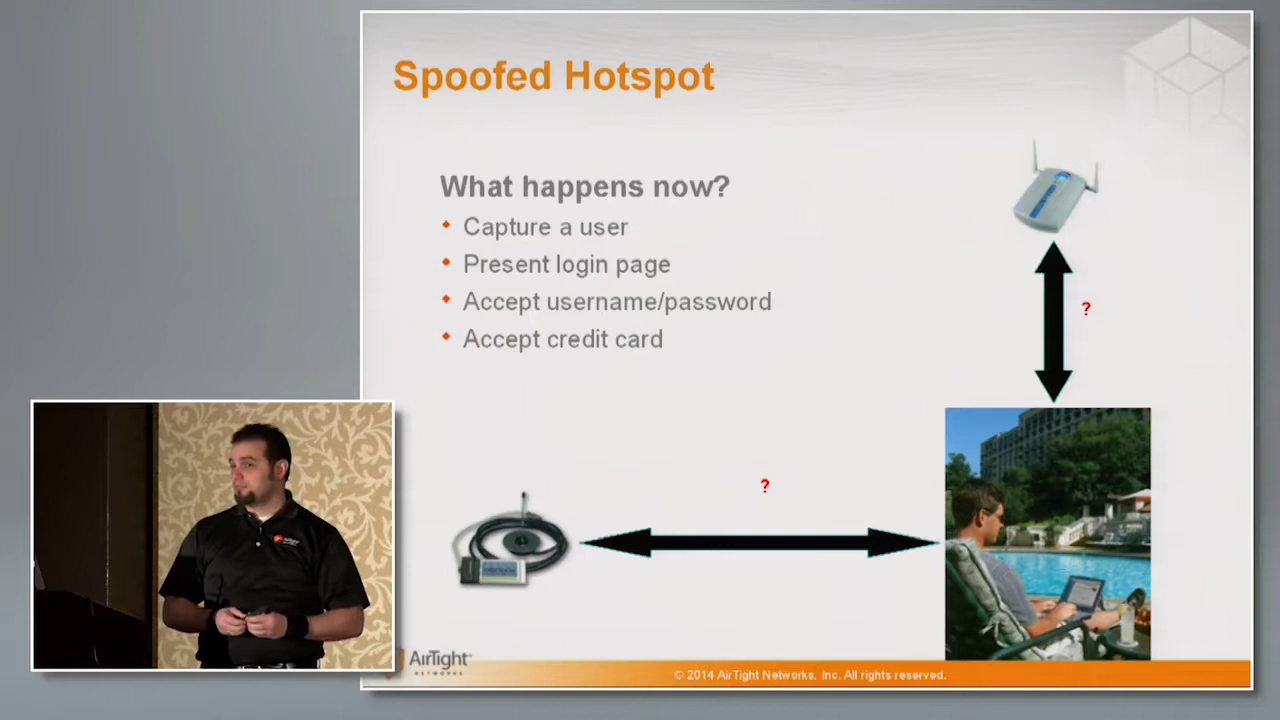 Spoofed Hotspot
What happens now?
Capture a user
Present login page
Accept username/password
Accept credit card
?
?
AirTight
NETWORKS
© 2014 AirTight Networks, Inc. All rights reserved.